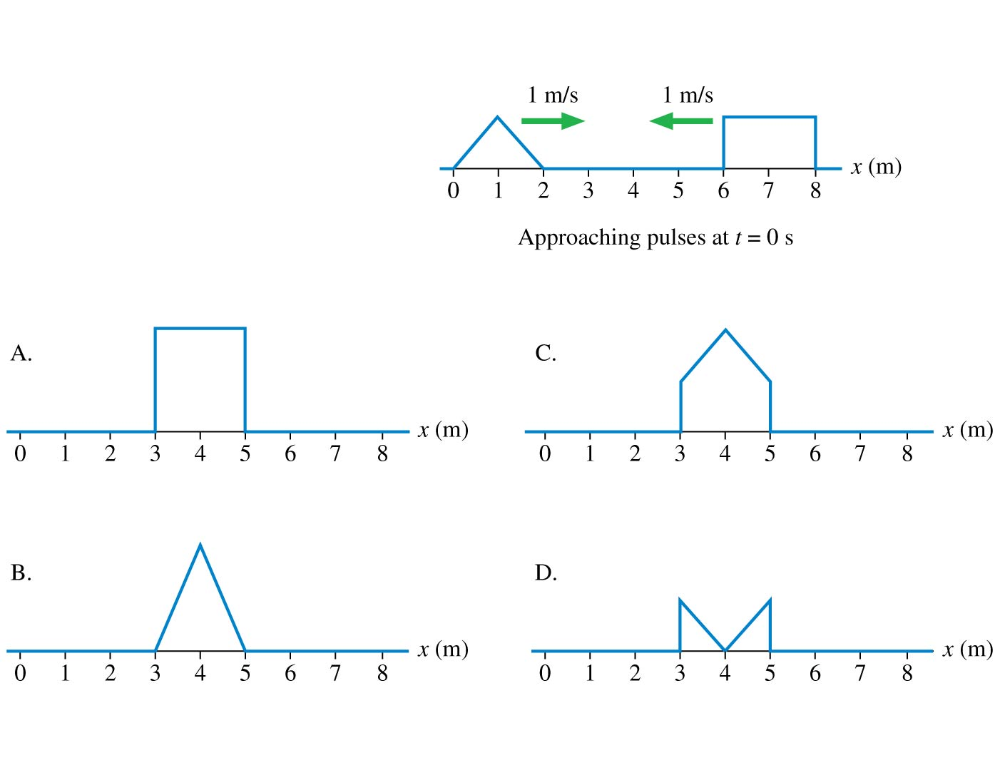 1 m/s 1 m/s
x (m)
0 1 2 3 4 5 6 7 8
Approaching pulses at t = 0 s
A.
x (m)
0 1 2 3 4 5 6 7 8
C.
x (m)
0 1 2 3 4 5 6 7 8
B.
x (m)
0 1 2 3 4 5 6 7 8
D.
x (m)
0 1 2 3 4 5 6 7 8